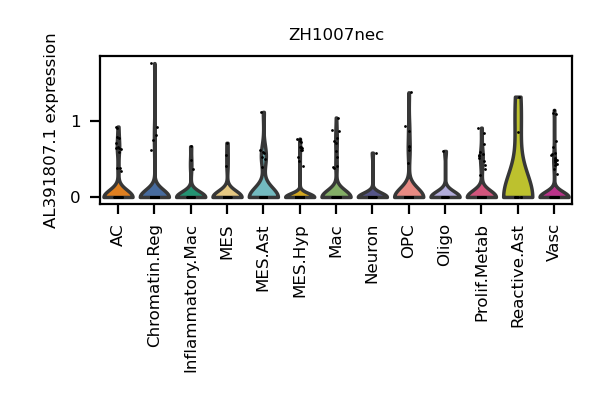 ZH1007nec
AL391807.1 expression
1
0
AC
Chromatin.Reg
Inflammatory.Mac
MES
MES.Ast
MES.Hyp
Mac
Neuron
OPC
Oligo
Prolif.Metab
Reactive.Ast
Vasc